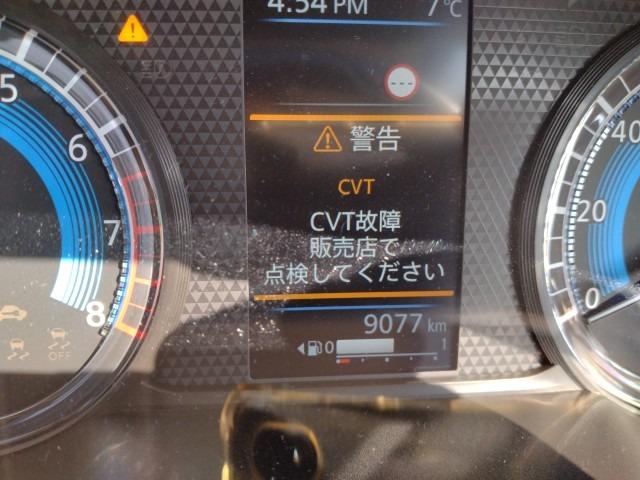 4:54 PM 7℃
---
5
6
7
8
警告
CVT
CVT故障
販売店で
点検してください
9077 km
0 1
40
20
0
OFF